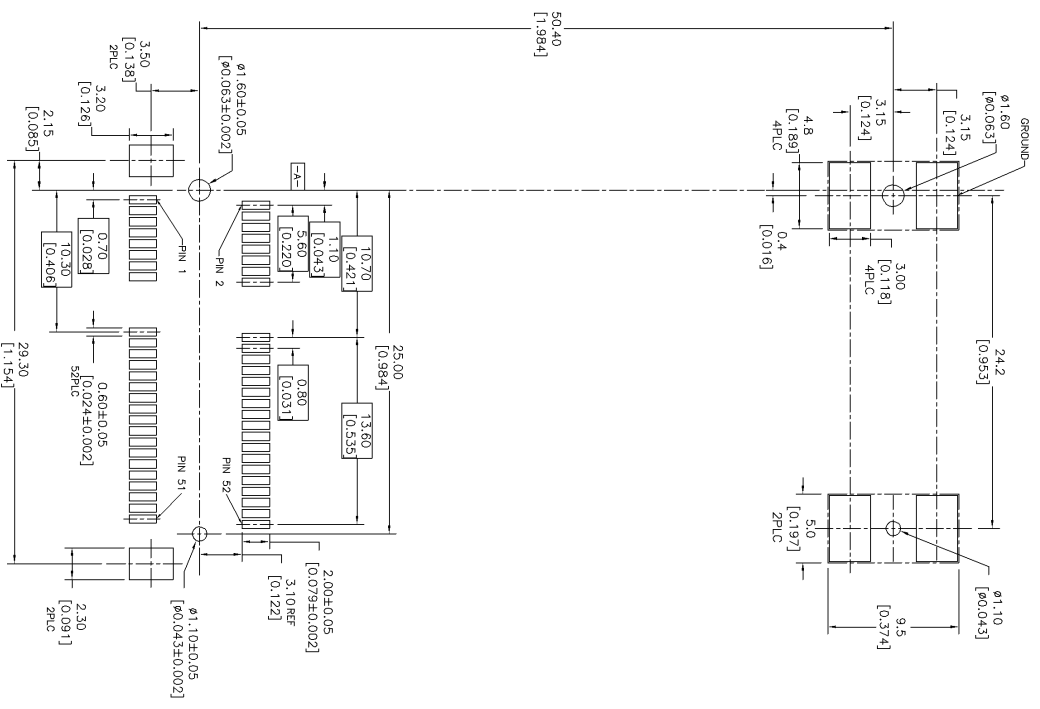 50.40
[1.984]
3.50
[0.138]
2PLC
3.20
[0.126]
2.15
[0.085]
ø1.60±0.05
[ø0.063±0.002]
-A-
3.15
[0.124]
4.8
[0.189]
4PLC
ø1.60
[ø0.063]
3.15
[0.124]
GROUND
0.4
[0.016]
3.00
[0.118]
4PLC
24.2
[0.953]
5.0
[0.197]
2PLC
ø1.10
[ø0.043]
9.5
[0.374]
0.70
[0.028]
10.30
[0.406]
PIN 1
PIN 2
5.60
[0.220]
1.10
[0.043]
10.70
[0.421]
25.00
[0.984]
0.80
[0.031]
13.60
[0.535]
29.30
[1.154]
0.60±0.05
[0.024±0.002]
52PLC
PIN 51
PIN 52
2.00±0.05
[0.079±0.002]
3.10 REF
[0.122]
2.30
[0.091]
2PLC
ø1.10±0.05
[ø0.043±0.002]